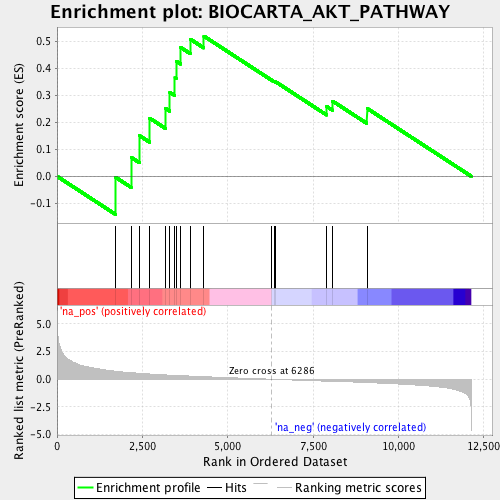 Enrichment plot: BIOCARTA_AKT_PATHWAY
Enrichment score (ES)
0.5
0.4
0.3
0.2
0.1
0.0
-0.1
'na_pos' (positively correlated)
Ranked list metric (PreRanked)
5.0
2.5
0.0
-2.5
-5.0
Zero cross at 6286
'na_neg' (negatively correlated)
0 2,500 5,000 7,500 10,000 12,500
Rank in Ordered Dataset
Enrichment profile Hits Ranking metric scores